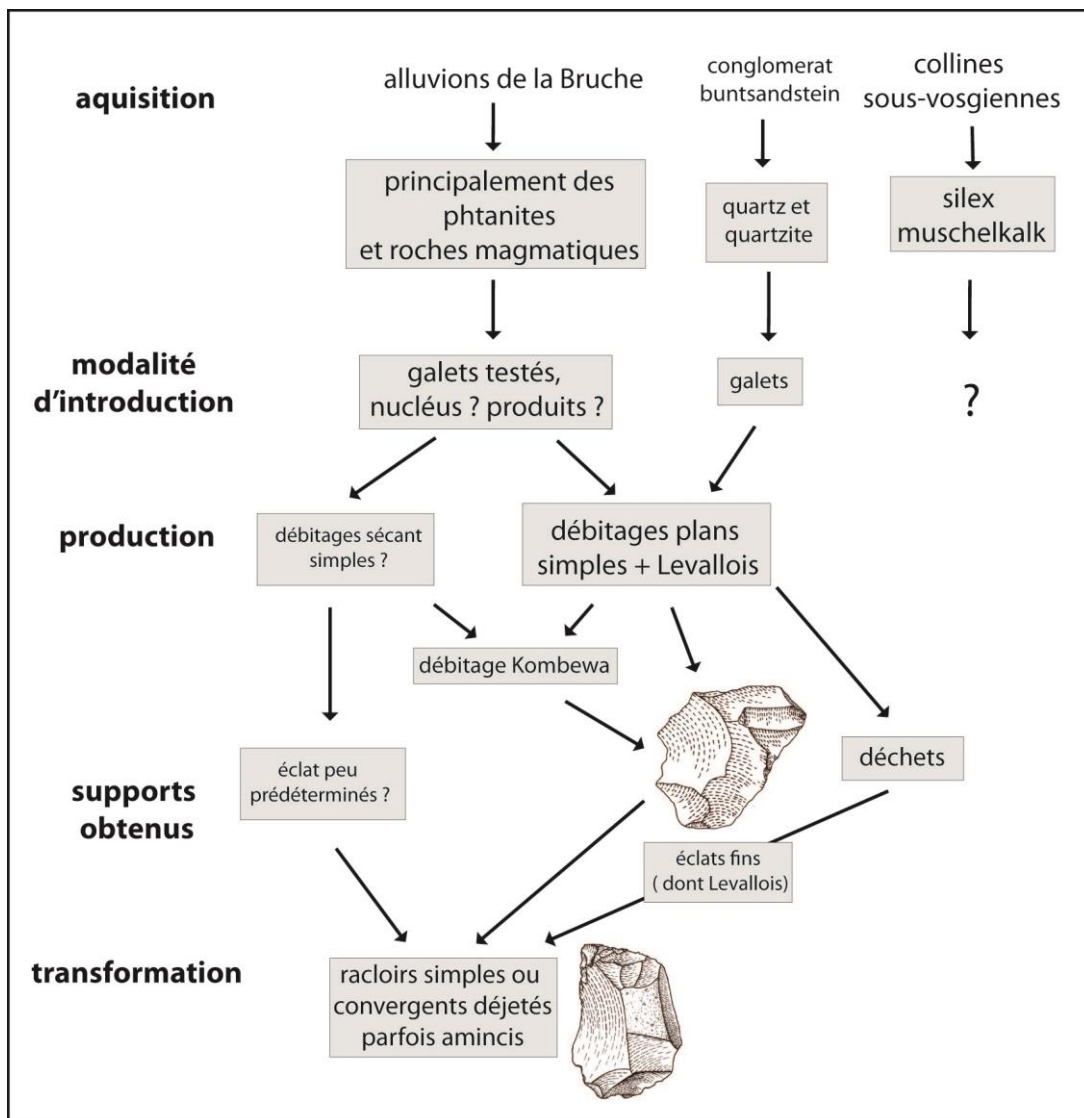 aquisition
alluvions de la Bruche
conglomerat
buntsandstein
collines
sous-vosgiennes
principalement des
phtanites
et roches magmatiques
quartz et
quartzite
silex
muschelkalk
modalité
d'introduction
galets testés,
nucléus ? produits ?
galets
?
production
débitages sécant
simples ?
débitages plans
simples + Levallois
débitage Kombewa
supports
obtenus
éclat peu
prédéterminés ?
déchets
éclats fins
( dont Levallois)
transformation
racloirs simples ou
convergents déjetés
parfois amincis